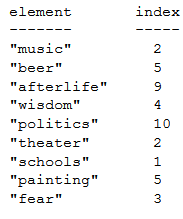 element index
------- -----
"music" 2
"beer" 5
"afterlife" 9
"wisdom" 4
"politics" 10
"theater" 2
"schools" 1
"painting" 5
"fear" 3